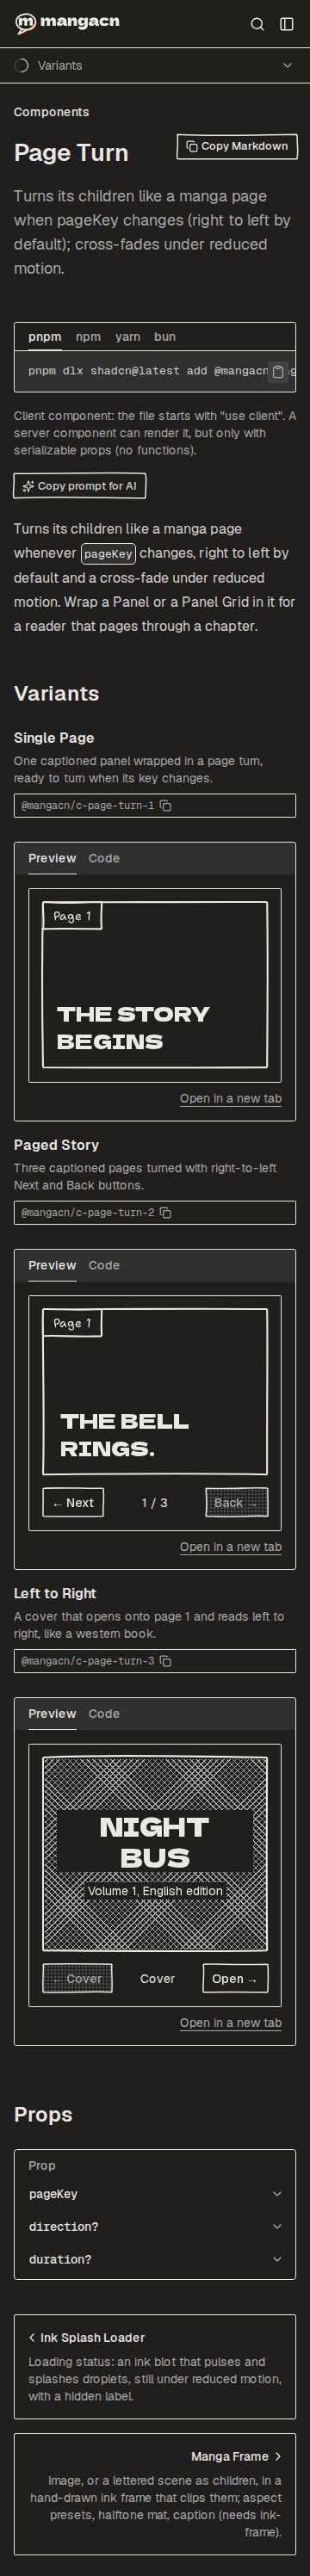 mangacn
Variants
Components
Page Turn
Copy Markdown
Turns its children like a manga page
when pageKey changes (right to left by
default); cross-fades under reduced
motion.
pnpm npm yarn bun
pnpm dlx shadcn@latest add @mangacn
Client component: the file starts with "use client". A
server component can render it, but only with
serializable props (no functions).
Copy prompt for AI
Turns its children like a manga page
whenever pageKey changes, right to left by
default and a cross-fade under reduced
motion. Wrap a Panel or a Panel Grid in it for
a reader that pages through a chapter.
Variants
Single Page
One captioned panel wrapped in a page turn,
ready to turn when its key changes.
@mangacn/c-page-turn-1
Preview Code
Page 1
THE STORY
BEGINS
Open in a new tab
Paged Story
Three captioned pages turned with right-to-left
Next and Back buttons.
@mangacn/c-page-turn-2
Preview Code
Page 1
THE BELL
RINGS.
← Next 1 / 3 Back →
Open in a new tab
Left to Right
A cover that opens onto page 1 and reads left to
right, like a western book.
@mangacn/c-page-turn-3
Preview Code
NIGHT
BUS
Volume 1, English edition
← Cover Cover Open →
Open in a new tab
Props
Prop
pageKey
direction?
duration?
Ink Splash Loader
Loading status: an ink blot that pulses and
splashes droplets, still under reduced motion,
with a hidden label.
Manga Frame
Image, or a lettered scene as children, in a
hand-drawn ink frame that clips them; aspect
presets, halftone mat, caption (needs ink-
frame).